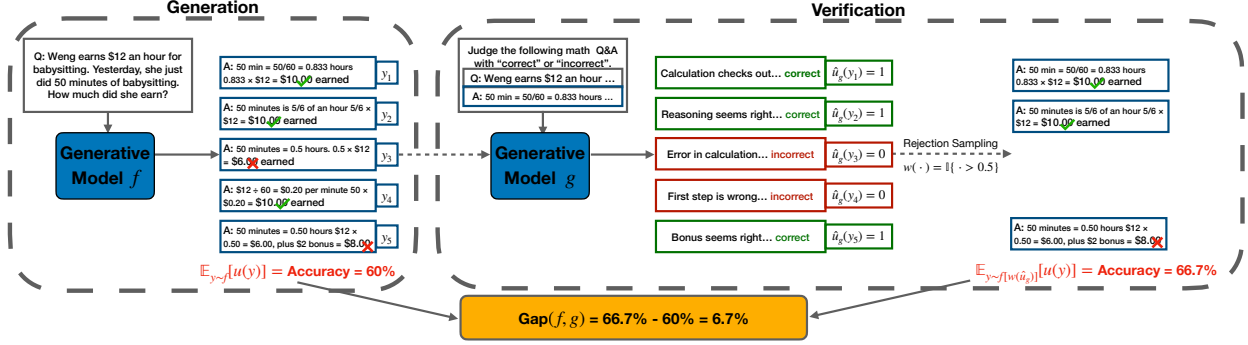 Generation
Q: Weng earns $12 an hour for
babysitting. Yesterday, she just
did 50 minutes of babysitting.
How much did she earn?
Generative
Model f
A: 50 min = 50/60 = 0.833 hours
0.833 × $12 = $10.00 earned
y1
A: 50 minutes is 5/6 of an hour 5/6 ×
$12 = $10.00 earned
y2
A: 50 minutes = 0.5 hours. 0.5 × $12
= $6.00 earned
y3
A: $12 ÷ 60 = $0.20 per minute 50 ×
$0.20 = $10.00 earned
y4
A: 50 minutes = 0.50 hours $12 ×
0.50 = $6.00, plus $2 bonus = $8.00
y5
𝔼y~f[u(y)] = Accuracy = 60%
Verification
Judge the following math Q&A
with “correct” or “incorrect”.
Q: Weng earns $12 an hour ...
A: 50 min = 50/60 = 0.833 hours ...
Generative
Model g
Calculation checks out... correct
ûg(y1) = 1
Reasoning seems right... correct
ûg(y2) = 1
Error in calculation... incorrect
ûg(y3) = 0
First step is wrong... incorrect
ûg(y4) = 0
Bonus seems right... correct
ûg(y5) = 1
Rejection Sampling
w( · ) = 𝕀{ · > 0.5}
A: 50 min = 50/60 = 0.833 hours
0.833 × $12 = $10.00 earned
A: 50 minutes is 5/6 of an hour 5/6 ×
$12 = $10.00 earned
A: 50 minutes = 0.50 hours $12 ×
0.50 = $6.00, plus $2 bonus = $8.00
𝔼y~f[w(ûg)][u(y)] = Accuracy = 66.7%
Gap(f, g) = 66.7% - 60% = 6.7%